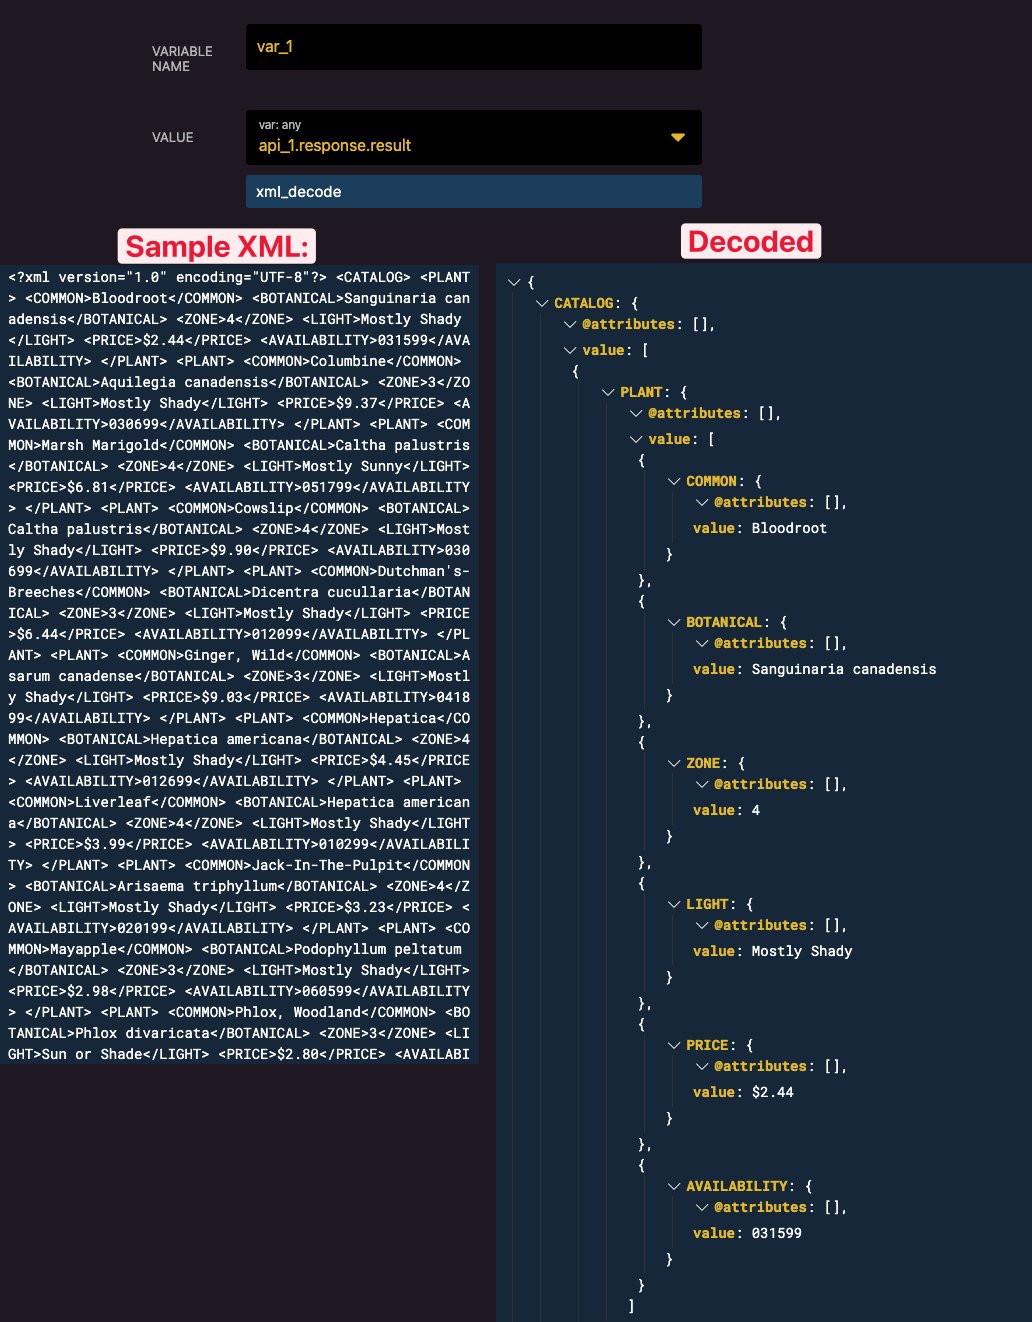 VARIABLE
NAME
var_1
VALUE
var: any
api_1.response.result
xml_decode
Sample XML:
<?xml version="1.0" encoding="UTF-8"?> <CATALOG> <PLANT
> <COMMON>Bloodroot</COMMON> <BOTANICAL>Sanguinaria can
adensis</BOTANICAL> <ZONE>4</ZONE> <LIGHT>Mostly Shady
</LIGHT> <PRICE>$2.44</PRICE> <AVAILABILITY>031599</AVA
ILABILITY> </PLANT> <PLANT> <COMMON>Columbine</COMMON>
<BOTANICAL>Aquilegia canadensis</BOTANICAL> <ZONE>3</ZO
NE> <LIGHT>Mostly Shady</LIGHT> <PRICE>$9.37</PRICE> <A
VAILABILITY>030699</AVAILABILITY> </PLANT> <PLANT> <COM
MON>Marsh Marigold</COMMON> <BOTANICAL>Caltha palustris
</BOTANICAL> <ZONE>4</ZONE> <LIGHT>Mostly Sunny</LIGHT>
<PRICE>$6.81</PRICE> <AVAILABILITY>051799</AVAILABILITY
> </PLANT> <PLANT> <COMMON>Cowslip</COMMON> <BOTANICAL>
Caltha palustris</BOTANICAL> <ZONE>4</ZONE> <LIGHT>Most
ly Shady</LIGHT> <PRICE>$9.90</PRICE> <AVAILABILITY>030
699</AVAILABILITY> </PLANT> <PLANT> <COMMON>Dutchman's-
Breeches</COMMON> <BOTANICAL>Dicentra cucullaria</BOTAN
ICAL> <ZONE>3</ZONE> <LIGHT>Mostly Shady</LIGHT> <PRICE
>$6.44</PRICE> <AVAILABILITY>012099</AVAILABILITY> </PL
ANT> <PLANT> <COMMON>Ginger, Wild</COMMON> <BOTANICAL>A
sarum canadense</BOTANICAL> <ZONE>3</ZONE> <LIGHT>Mostl
y Shady</LIGHT> <PRICE>$9.03</PRICE> <AVAILABILITY>0418
99</AVAILABILITY> </PLANT> <PLANT> <COMMON>Hepatica</CO
MMON> <BOTANICAL>Hepatica americana</BOTANICAL> <ZONE>4
</ZONE> <LIGHT>Mostly Shady</LIGHT> <PRICE>$4.45</PRICE
> <AVAILABILITY>012699</AVAILABILITY> </PLANT> <PLANT>
<COMMON>Liverleaf</COMMON> <BOTANICAL>Hepatica american
a</BOTANICAL> <ZONE>4</ZONE> <LIGHT>Mostly Shady</LIGHT
> <PRICE>$3.99</PRICE> <AVAILABILITY>010299</AVAILABILI
TY> </PLANT> <PLANT> <COMMON>Jack-In-The-Pulpit</COMMON
> <BOTANICAL>Arisaema triphyllum</BOTANICAL> <ZONE>4</Z
ONE> <LIGHT>Mostly Shady</LIGHT> <PRICE>$3.23</PRICE> <
AVAILABILITY>020199</AVAILABILITY> </PLANT> <PLANT> <CO
MMON>Mayapple</COMMON> <BOTANICAL>Podophyllum peltatum
</BOTANICAL> <ZONE>3</ZONE> <LIGHT>Mostly Shady</LIGHT>
<PRICE>$2.98</PRICE> <AVAILABILITY>060599</AVAILABILITY
> </PLANT> <PLANT> <COMMON>Phlox, Woodland</COMMON> <BO
TANICAL>Phlox divaricata</BOTANICAL> <ZONE>3</ZONE> <LI
GHT>Sun or Shade</LIGHT> <PRICE>$2.80</PRICE> <AVAILABI
Decoded
{
CATALOG: {
@attributes: [],
value: [
{
PLANT: {
@attributes: [],
value: [
{
COMMON: {
@attributes: [],
value: Bloodroot
}
},
{
BOTANICAL: {
@attributes: [],
value: Sanguinaria canadensis
}
},
{
ZONE: {
@attributes: [],
value: 4
}
},
{
LIGHT: {
@attributes: [],
value: Mostly Shady
}
},
{
PRICE: {
@attributes: [],
value: $2.44
}
},
{
AVAILABILITY: {
@attributes: [],
value: 031599
}
}
]